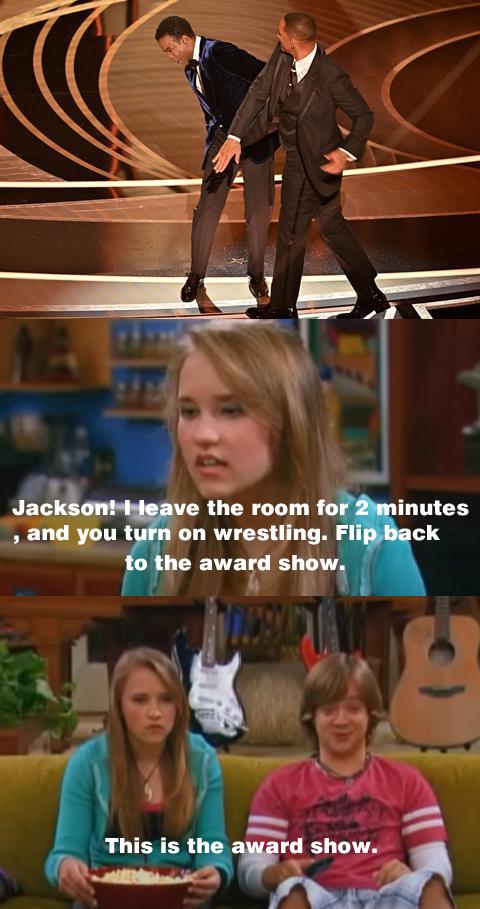 Jackson! I leave the room for 2 minutes
, and you turn on wrestling. Flip back
to the award show.
This is the award show.